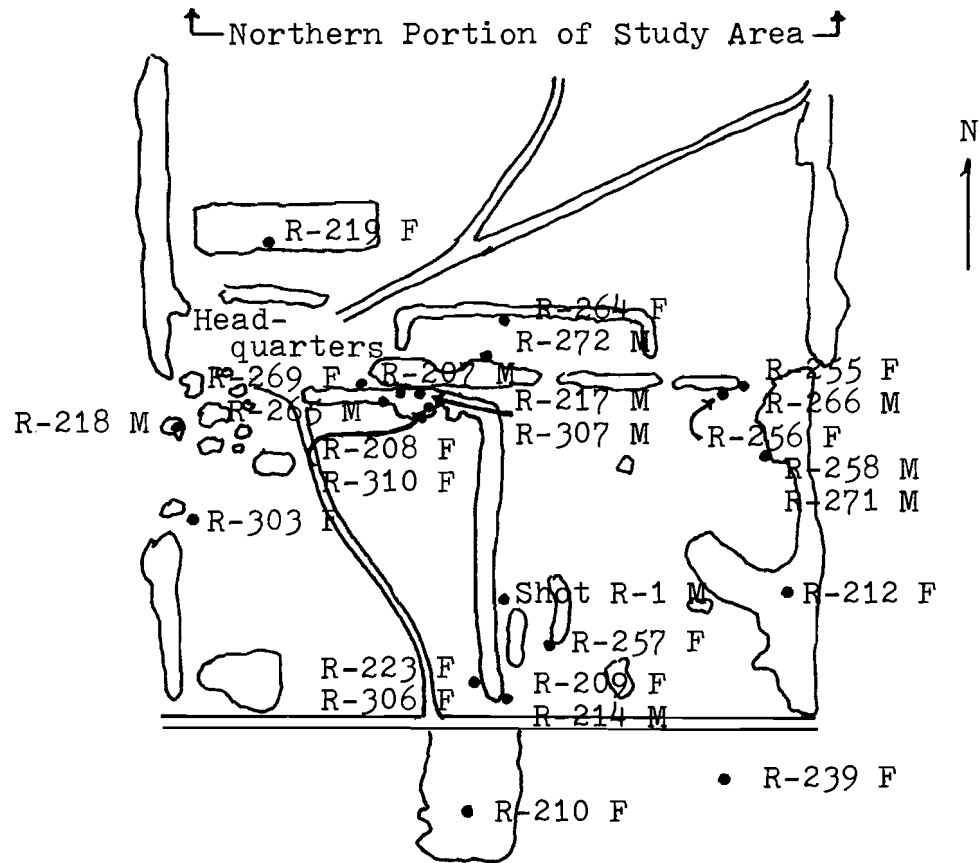 Northern Portion of Study Area
N
R-219 F
Head-
quarters
R-264 F
R-272 M
R-269 F
R-207 M
R-255 F
R-265 M
R-217 M
R-266 M
R-218 M
R-307 M
R-256 F
R-208 F
R-258 M
R-310 F
R-271 M
R-303 F
Shot R-1 M
R-212 F
R-257 F
R-223 F
R-209 F
R-306 F
R-214 M
R-239 F
R-210 F